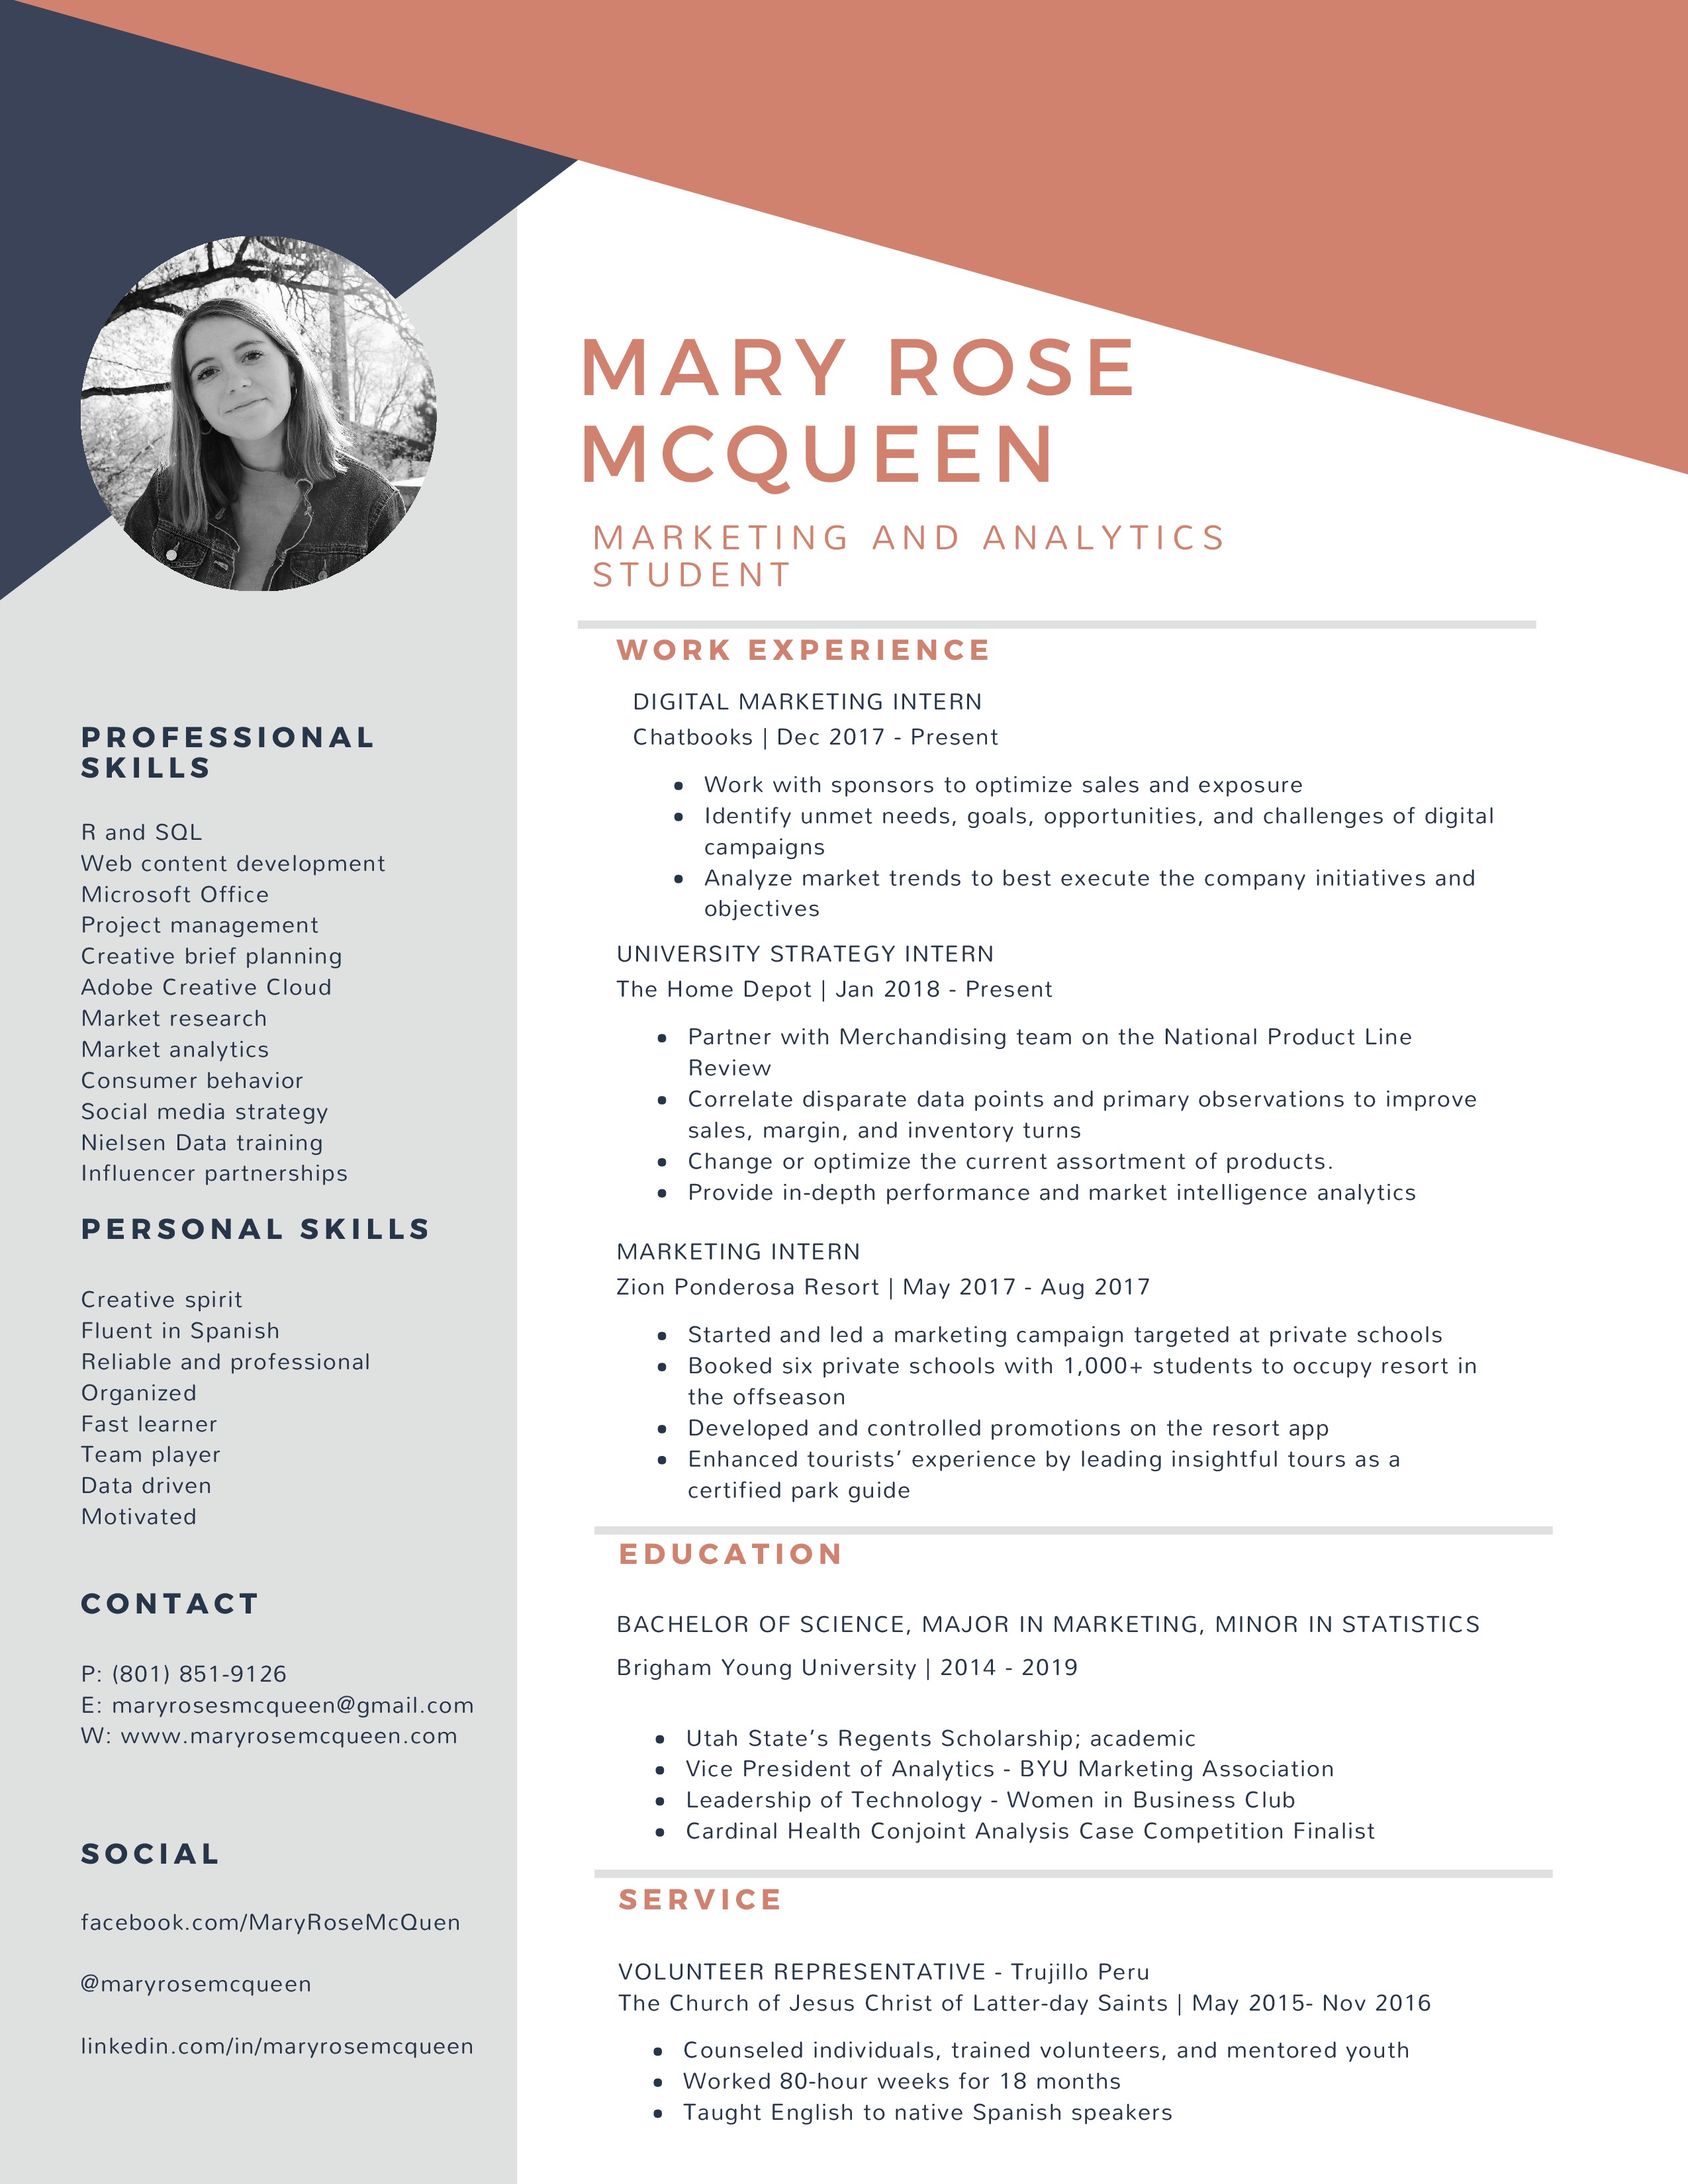 MARY ROSE
MCQUEEN
MARKETING AND ANALYTICS
STUDENT
PROFESSIONAL
SKILLS
R and SQL
Web content development
Microsoft Office
Project management
Creative brief planning
Adobe Creative Cloud
Market research
Market analytics
Consumer behavior
Social media strategy
Nielsen Data training
Influencer partnerships
PERSONAL SKILLS
Creative spirit
Fluent in Spanish
Reliable and professional
Organized
Fast learner
Team player
Data driven
Motivated
CONTACT
P: (801) 851-9126
E: maryrosesmcqueen@gmail.com
W: www.maryrosemcqueen.com
SOCIAL
facebook.com/MaryRoseMcQuen
@maryrosemcqueen
linkedin.com/in/maryrosemcqueen
WORK EXPERIENCE
DIGITAL MARKETING INTERN
Chatbooks | Dec 2017 - Present
• Work with sponsors to optimize sales and exposure
• Identify unmet needs, goals, opportunities, and challenges of digital
campaigns
• Analyze market trends to best execute the company initiatives and
objectives
UNIVERSITY STRATEGY INTERN
The Home Depot | Jan 2018 - Present
• Partner with Merchandising team on the National Product Line
Review
• Correlate disparate data points and primary observations to improve
sales, margin, and inventory turns
• Change or optimize the current assortment of products.
• Provide in-depth performance and market intelligence analytics
MARKETING INTERN
Zion Ponderosa Resort | May 2017 - Aug 2017
• Started and led a marketing campaign targeted at private schools
• Booked six private schools with 1,000+ students to occupy resort in
the offseason
• Developed and controlled promotions on the resort app
• Enhanced tourists’ experience by leading insightful tours as a
certified park guide
EDUCATION
BACHELOR OF SCIENCE, MAJOR IN MARKETING, MINOR IN STATISTICS
Brigham Young University | 2014 - 2019
• Utah State’s Regents Scholarship; academic
• Vice President of Analytics - BYU Marketing Association
• Leadership of Technology - Women in Business Club
• Cardinal Health Conjoint Analysis Case Competition Finalist
SERVICE
VOLUNTEER REPRESENTATIVE - Trujillo Peru
The Church of Jesus Christ of Latter-day Saints | May 2015- Nov 2016
• Counseled individuals, trained volunteers, and mentored youth
• Worked 80-hour weeks for 18 months
• Taught English to native Spanish speakers